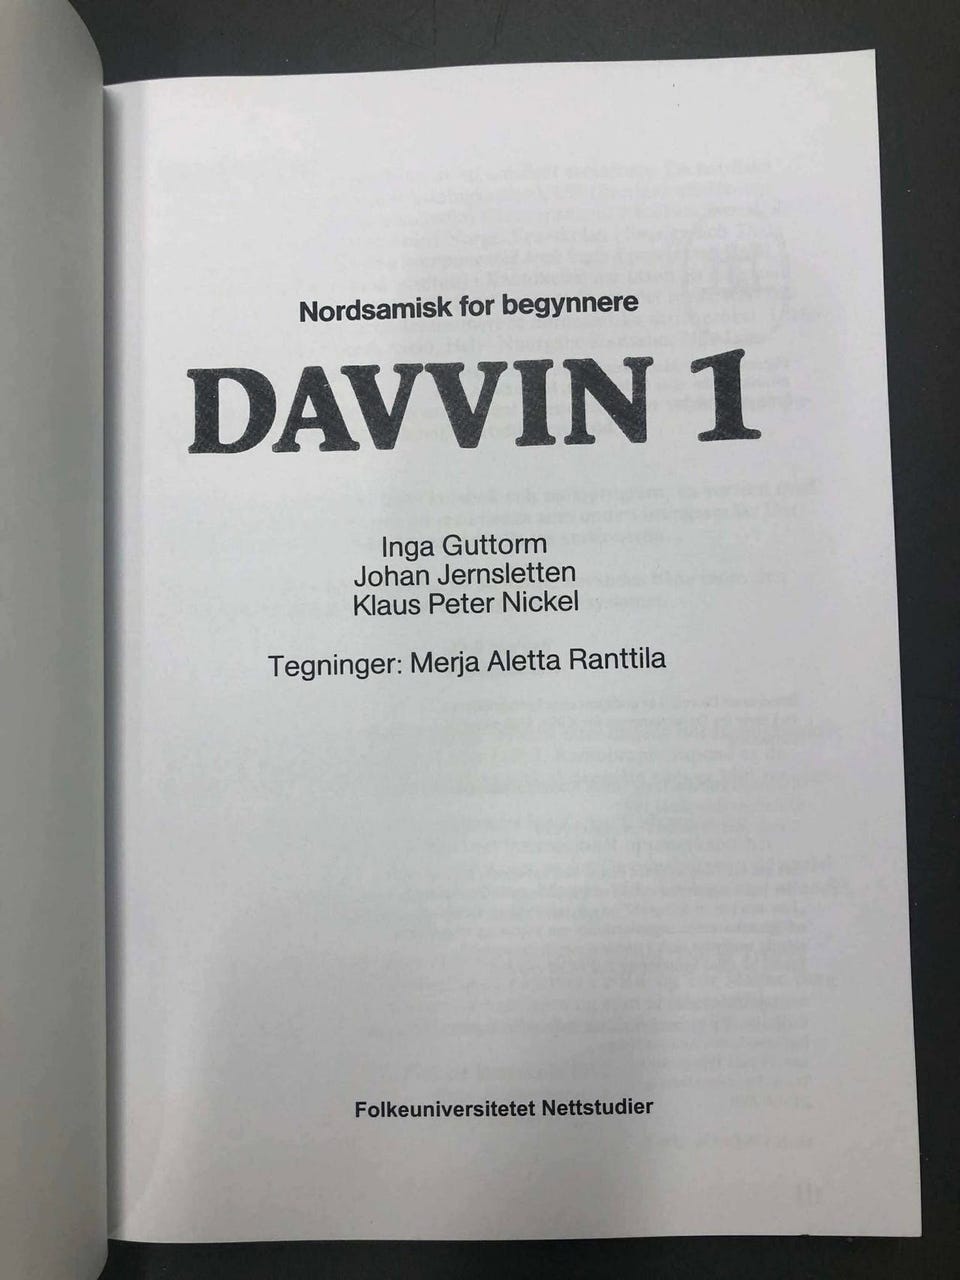 Nordsamisk for begynnere
DAVVIN 1
Inga Guttorm
Johan Jernsletten
Klaus Peter Nickel
Tegninger: Merja Aletta Ranttila
Folkeuniversitetet Nettstudier